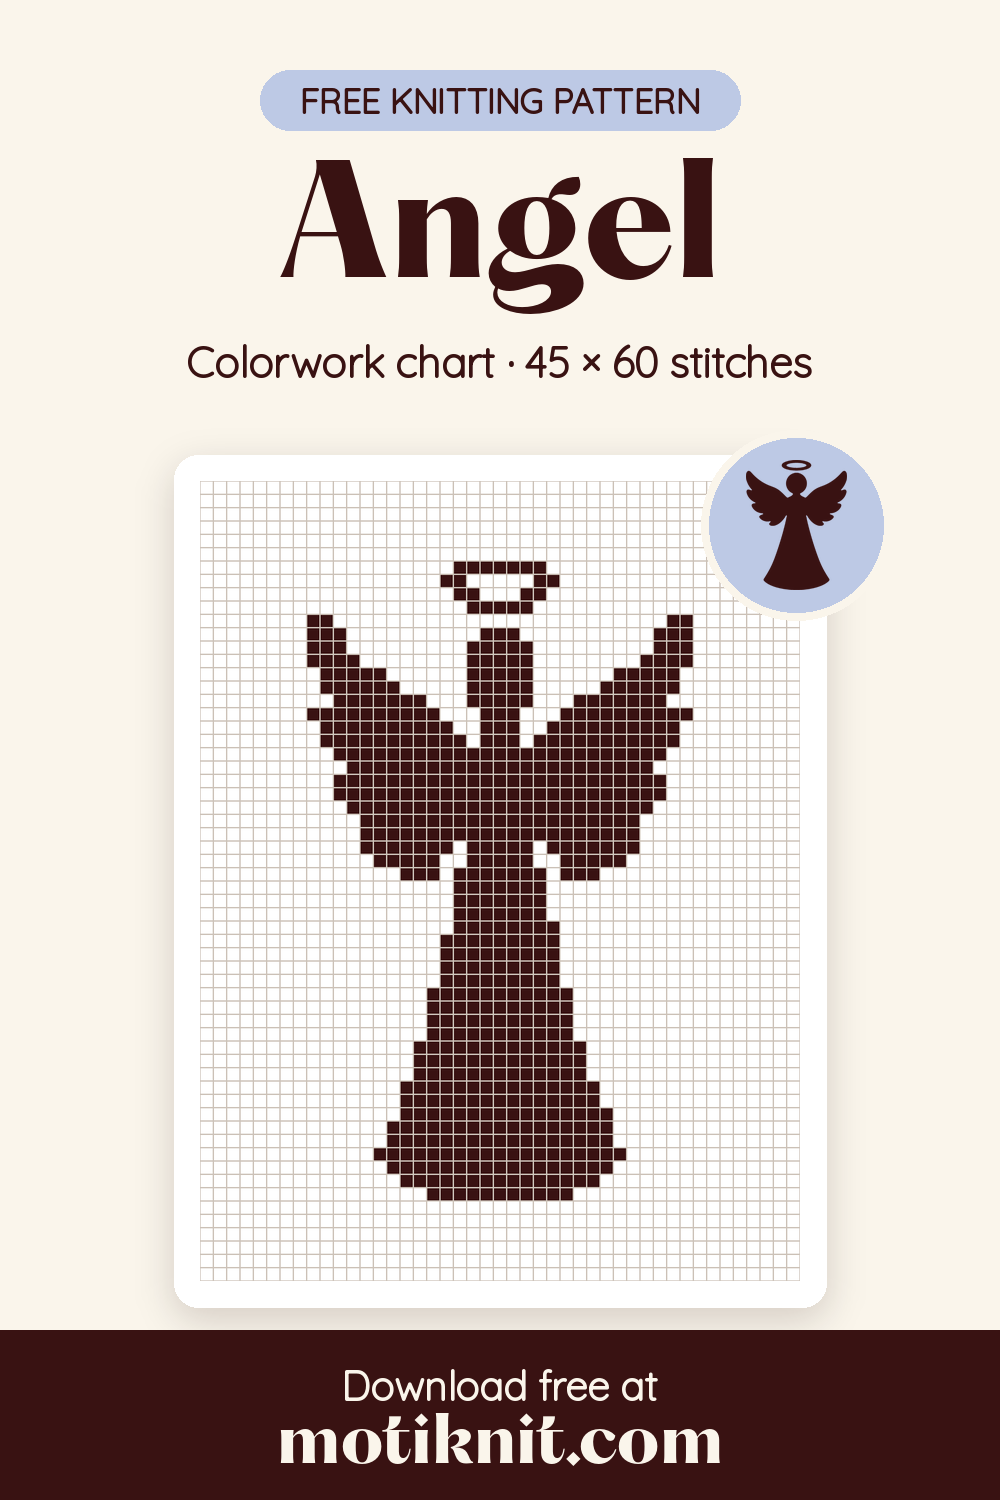 FREE KNITTING PATTERN
Angel
Colorwork chart · 45 × 60 stitches
Download free at
motiknit.com